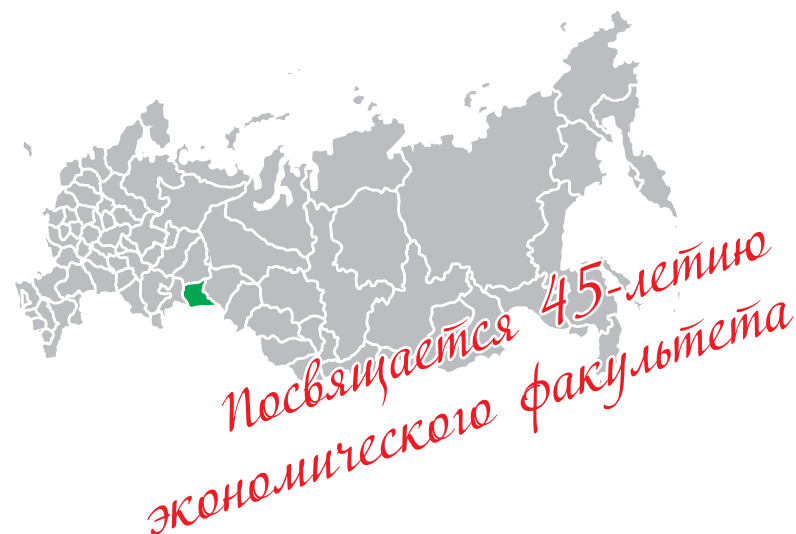 Посвящается 45-летию
экономического факультета